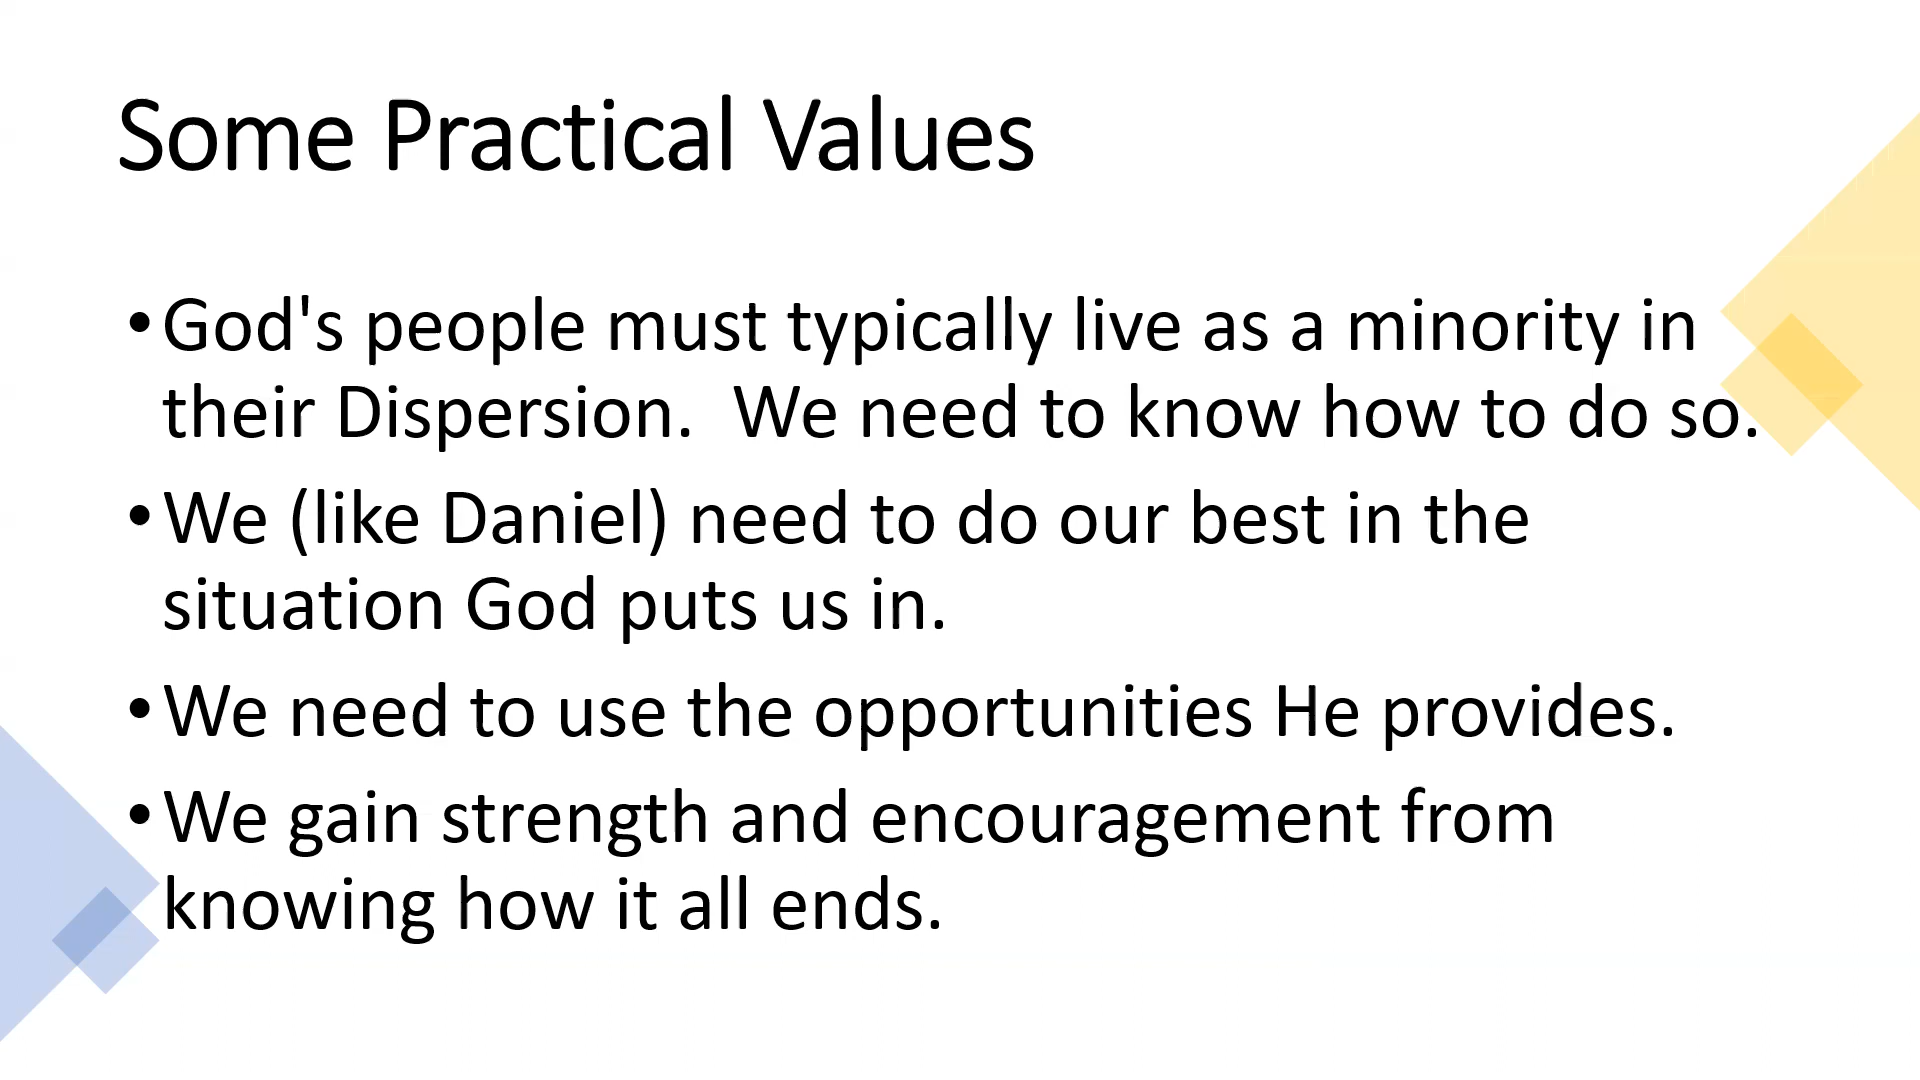 Some Practical Values
•God's people must typically live as a minority in
their Dispersion.  We need to know how to do so.
•We (like Daniel) need to do our best in the
situation God puts us in.
•We need to use the opportunities He provides.
•We gain strength and encouragement from
knowing how it all ends.